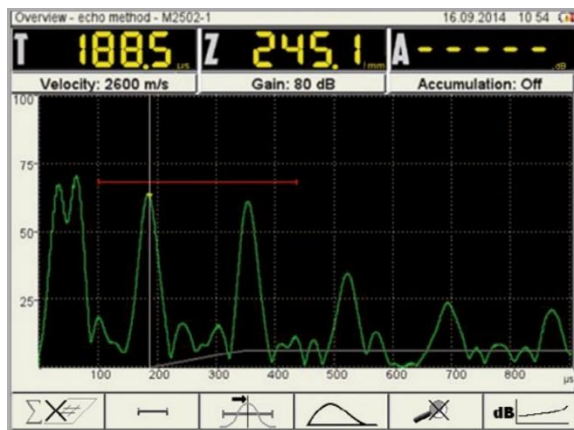 Overview - echo method - M2502-1 16.09.2014 10 54
T 188.5 µs Z 245.1 mm A ----- dB
Velocity: 2600 m/s Gain: 80 dB Accumulation: Off
100
75
50
25
100 200 300 400 500 600 700 800 µs
Σ dB